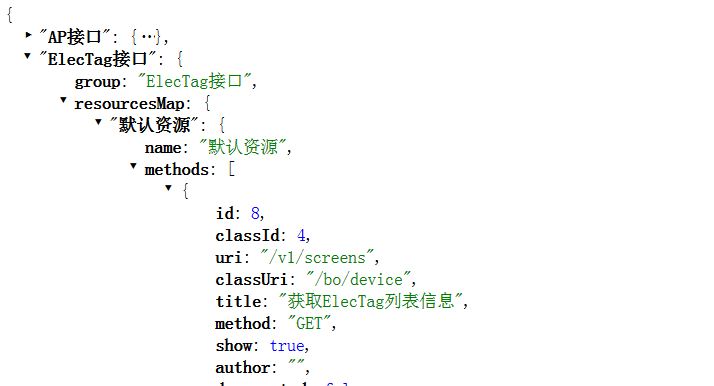 {
"AP接口": {…},
"ElecTag接口": {
group: "ElecTag接口",
resourcesMap: {
"默认资源": {
name: "默认资源",
methods: [
{
id: 8,
classId: 4,
uri: "/v1/screens",
classUri: "/bo/device",
title: "获取ElecTag列表信息",
method: "GET",
show: true,
author: "",